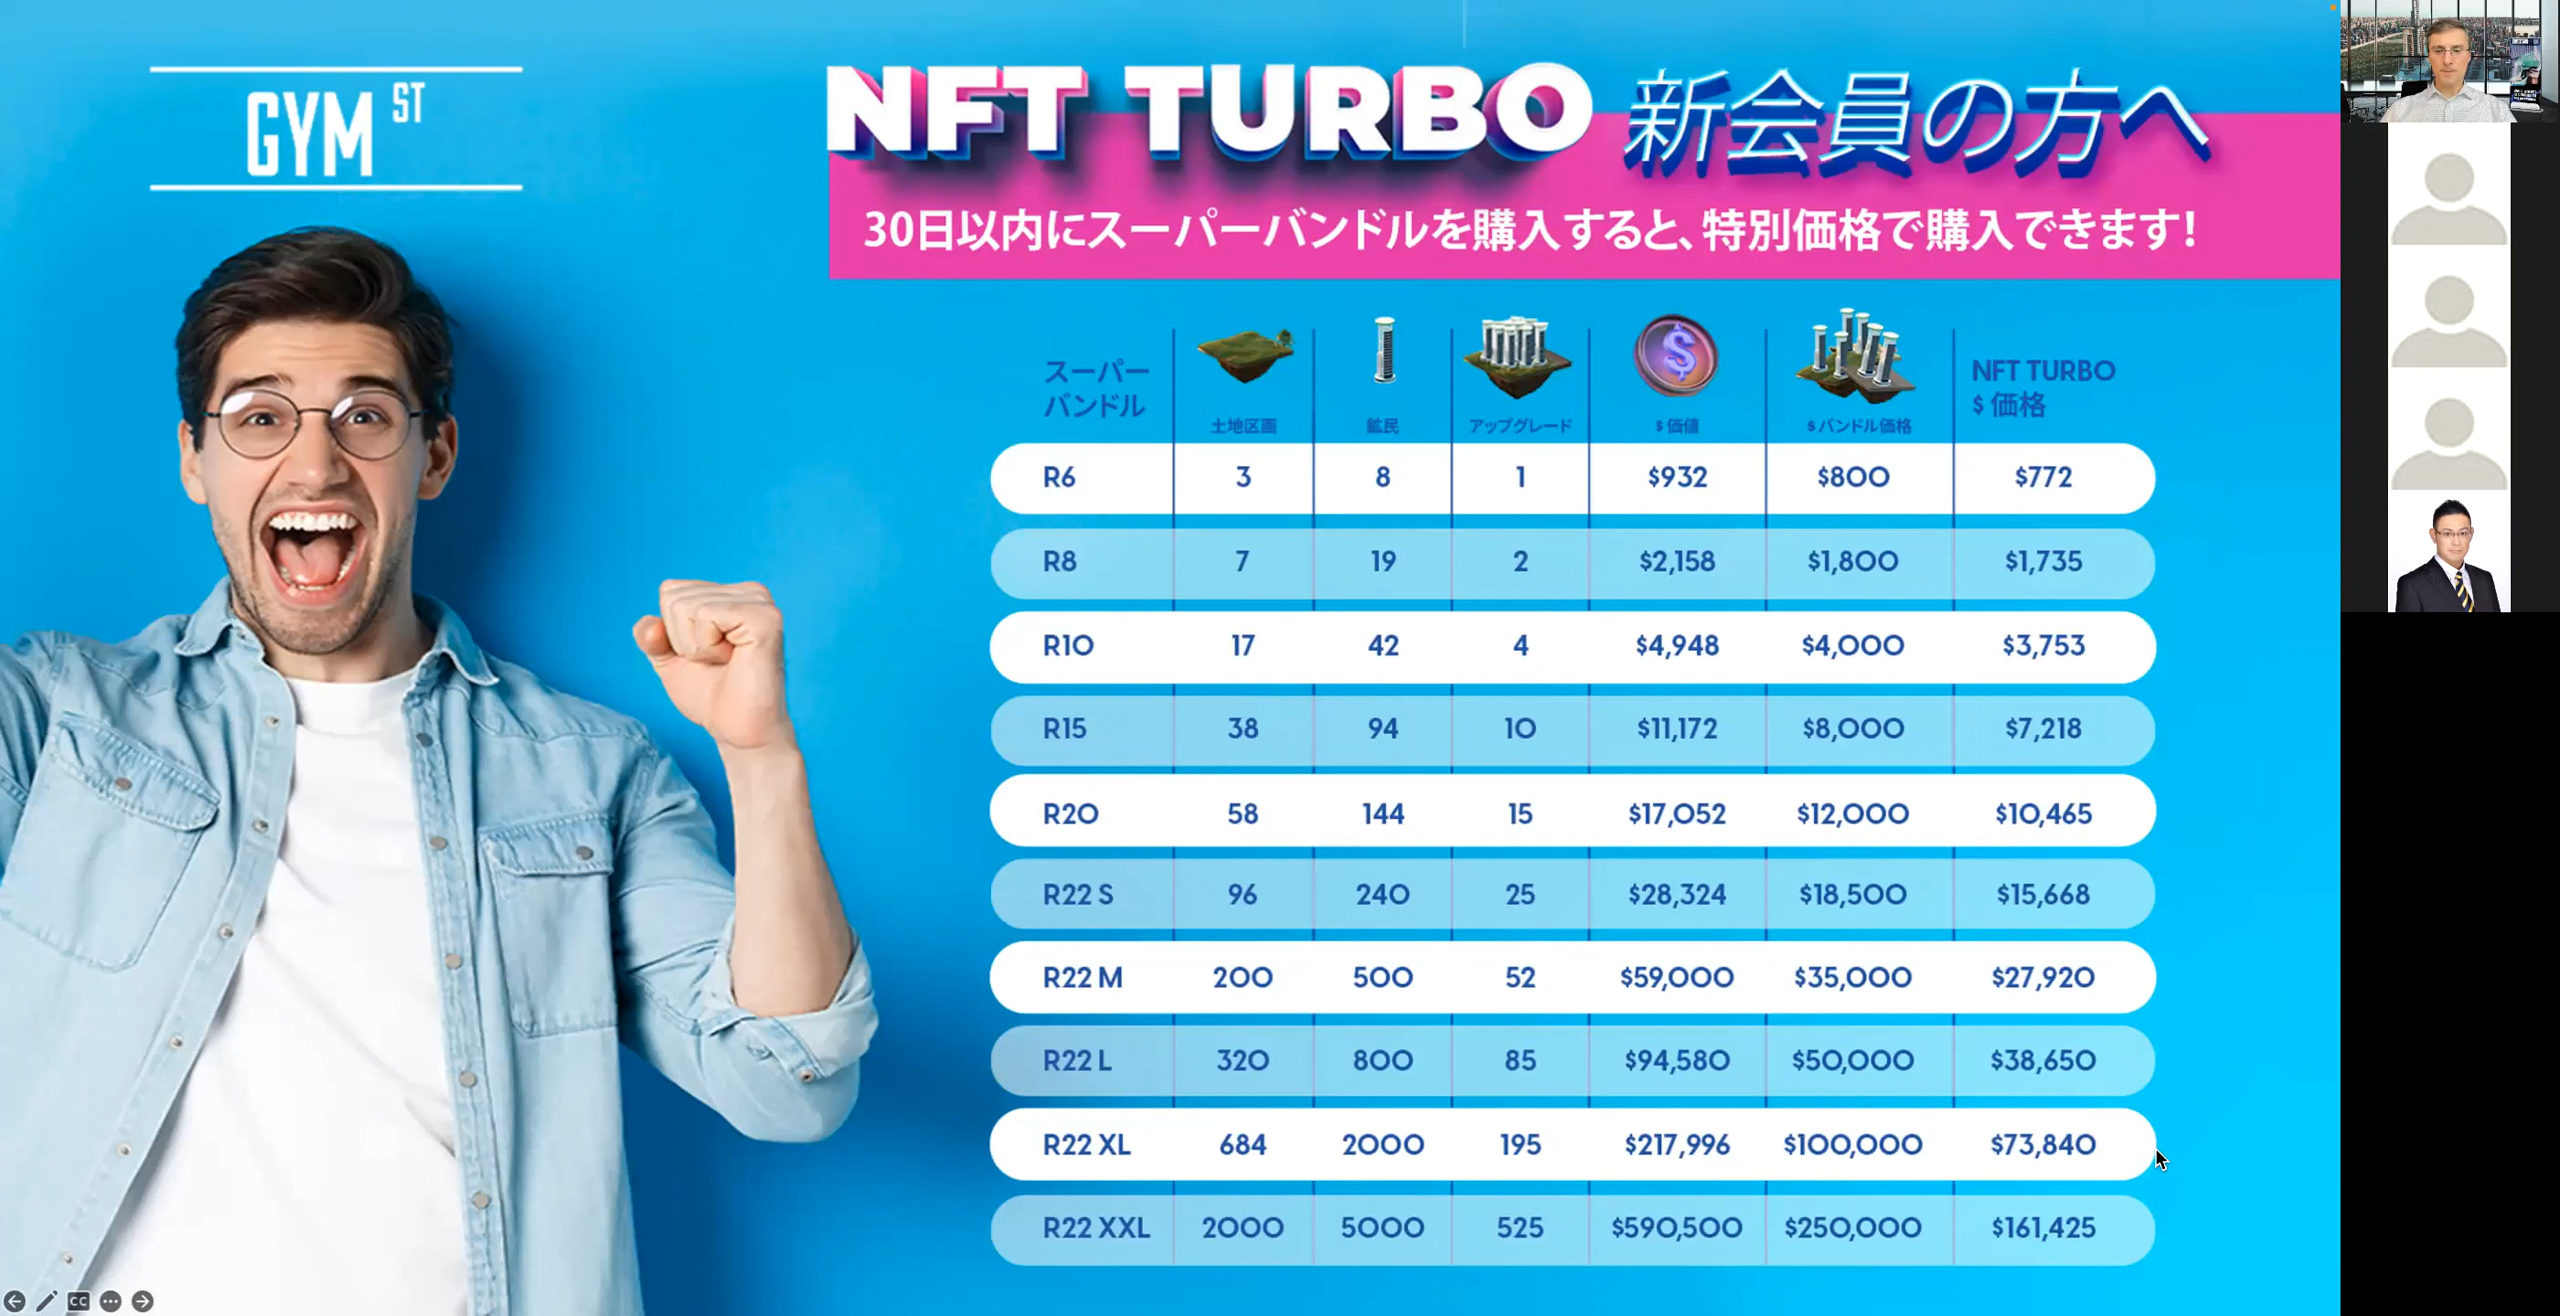 GYM ST
NFT TURBO 新会員の方へ
30日以内にスーパーバンドルを購入すると、特別価格で購入できます!
スーパー
バンドル
土地区画
鉱民
アップグレード
$ 価値
$ バンドル価格
NFT TURBO
$ 価格
R6 3 8 1 $932 $800 $772
R8 7 19 2 $2,158 $1,800 $1,735
R10 17 42 4 $4,948 $4,000 $3,753
R15 38 94 10 $11,172 $8,000 $7,218
R20 58 144 15 $17,052 $12,000 $10,465
R22 S 96 240 25 $28,324 $18,500 $15,668
R22 M 200 500 52 $59,000 $35,000 $27,920
R22 L 320 800 85 $94,580 $50,000 $38,650
R22 XL 684 2000 195 $217,996 $100,000 $73,840
R22 XXL 2000 5000 525 $590,500 $250,000 $161,425
CC